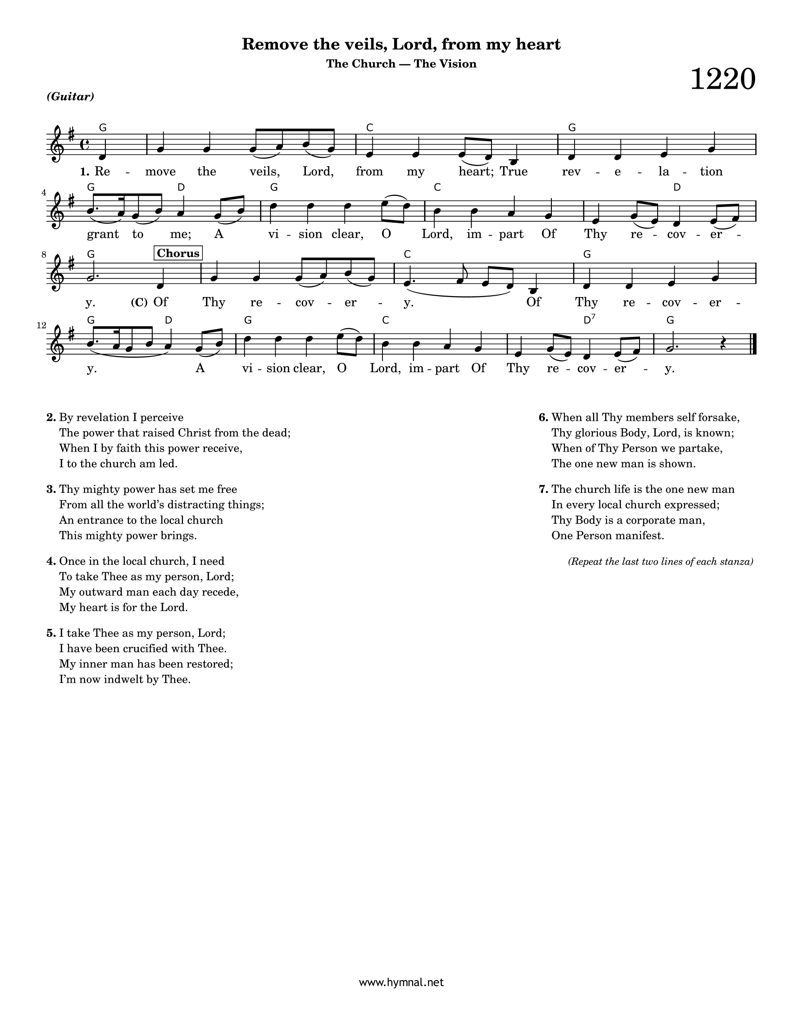 Remove the veils, Lord, from my heart
The Church — The Vision
1220
(Guitar)
G C G
1. Re - move the veils, Lord, from my heart; True rev - e - la - tion
4
G D G C D
grant to me; A vi - sion clear, O Lord, im - part Of Thy re - cov - er -
8
G Chorus C G
y. (C) Of Thy re - cov - er - y. Of Thy re - cov - er -
12
G D G C D7 G
y. A vi - sion clear, O Lord, im - part Of Thy re - cov - er - y.
2. By revelation I perceive
The power that raised Christ from the dead;
When I by faith this power receive,
I to the church am led.
3. Thy mighty power has set me free
From all the world's distracting things;
An entrance to the local church
This mighty power brings.
4. Once in the local church, I need
To take Thee as my person, Lord;
My outward man each day recede,
My heart is for the Lord.
5. I take Thee as my person, Lord;
I have been crucified with Thee.
My inner man has been restored;
I'm now indwelt by Thee.
6. When all Thy members self forsake,
Thy glorious Body, Lord, is known;
When of Thy Person we partake,
The one new man is shown.
7. The church life is the one new man
In every local church expressed;
Thy Body is a corporate man,
One Person manifest.
(Repeat the last two lines of each stanza)
www.hymnal.net